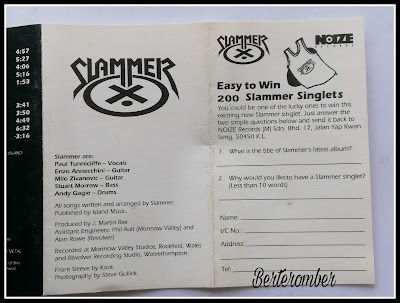 4:57
5:27
4:06
5:16
1:53
3:41
3:50
4:49
6:32
-3:16
ISLAND
METAL
SLAMMER
Slammer are:
Paul Tunnicliffe – Vocals
Enzo Annecchini – Guitar
Milo Zivanovic – Guitar
Stuart Morrow – Bass
Andy Gagie – Drums
All songs written and arranged by Slammer.
Published by Island Music.
Produced by J. Martin Rex
Assistant Engineers: Phil Ault (Monnow Valley) and
Alan Rowe (Revolver)
Recorded at Monnow Valley Studios, Rockfield, Wales
and Revolver Recording Studio, Wolverhampton.
Front Sleeve by Koot.
Photography by Steve Gullick.
SLAMMER
NOIZE
RECORDS
Easy to Win
200 Slammer Singlets
You could be one of the lucky ones to win this
exciting new Slammer singlet. Just answer the
two simple questions below and send it back to
NOIZE Records (M) Sdn. Bhd. 17, Jalan Yap Kwan
Seng, 50450 K.L.
1. What is the title of Slammer's latest album?
2. Why would you like to have a Slammer singlet?
(Less than 10 words)
Name:
I/C No.:
Address:
Tel:
Berteromber